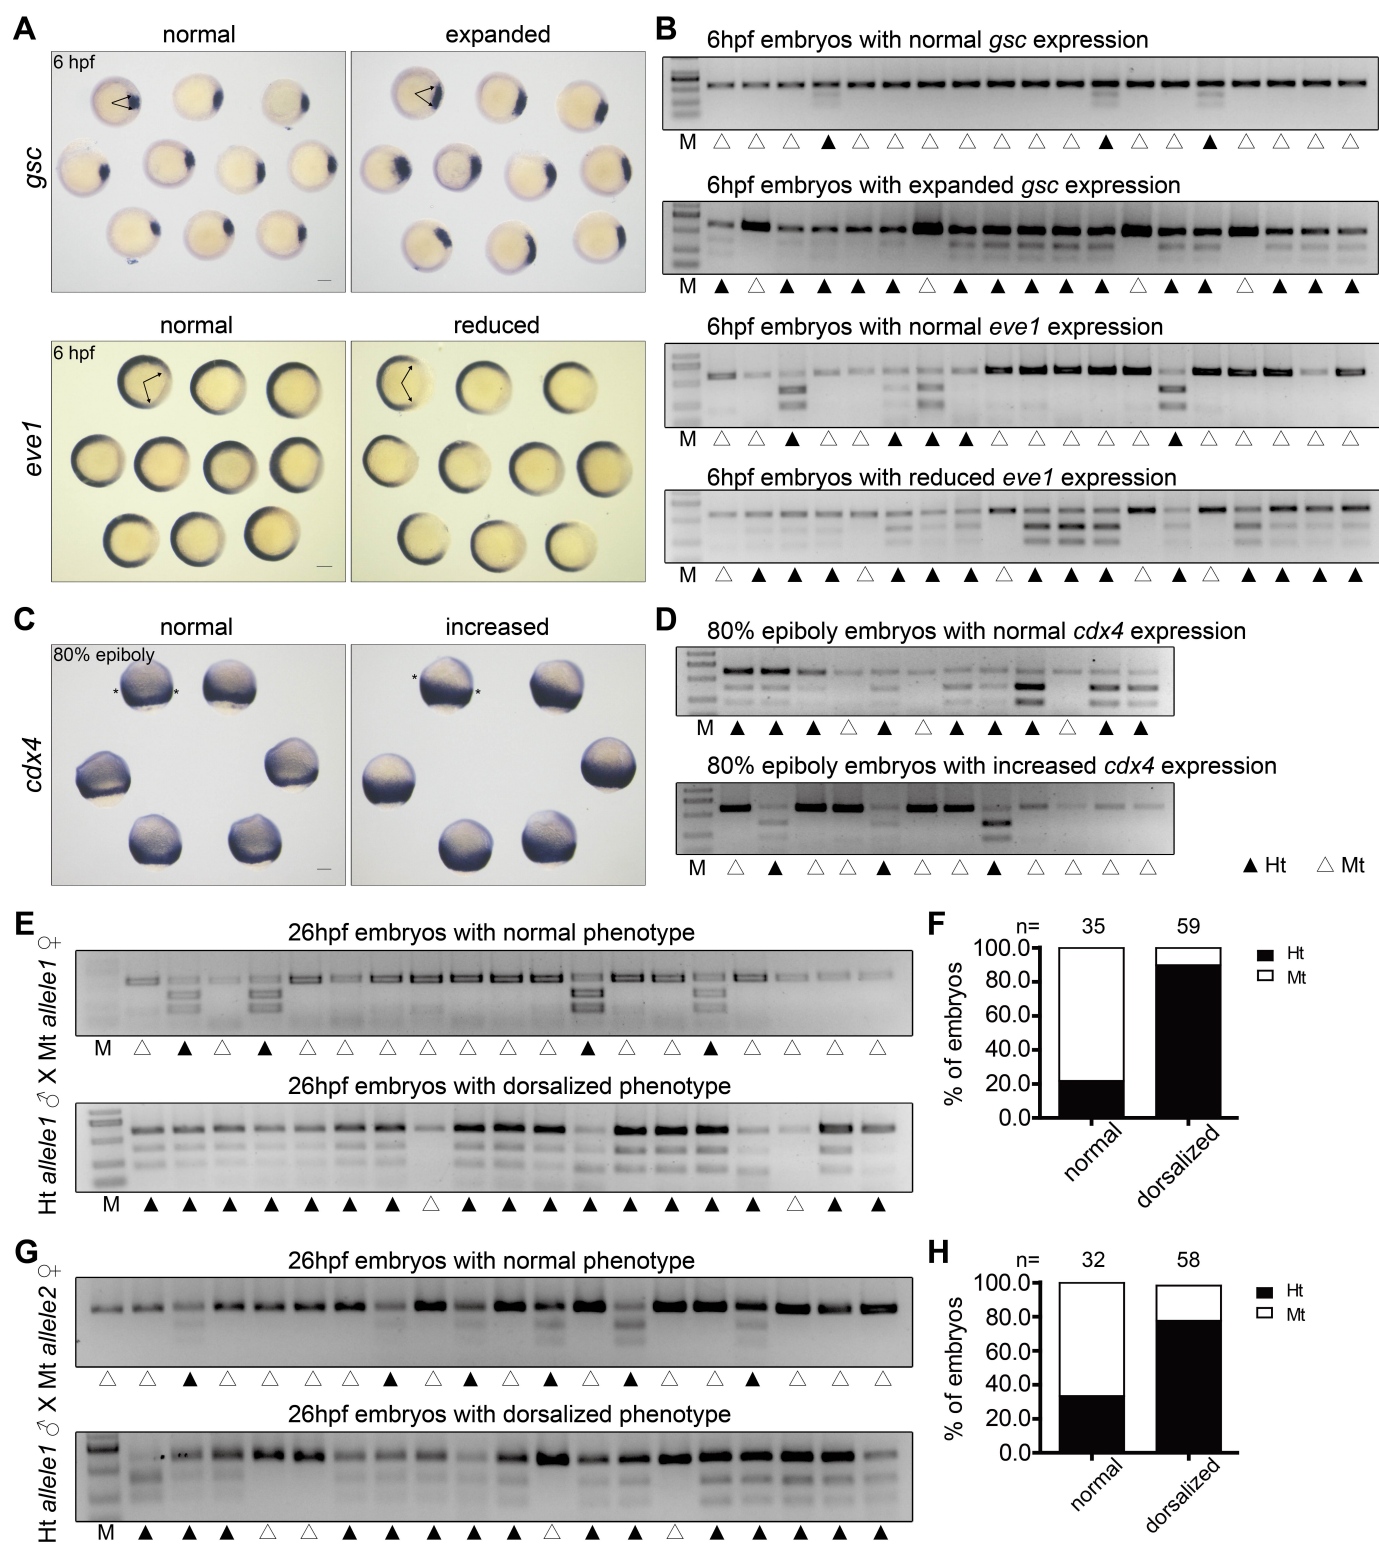 A
normal
expanded
6 hpf
gsc
normal
reduced
6 hpf
eve1
B
6hpf embryos with normal gsc expression
M △ △ △ ▲ △ △ △ △ △ △ △ ▲ △ △ ▲ △ △ △ △
6hpf embryos with expanded gsc expression
M ▲ △ ▲ ▲ ▲ ▲ △ ▲ ▲ ▲ ▲ ▲ △ ▲ ▲ △ ▲ ▲ ▲
6hpf embryos with normal eve1 expression
M △ △ ▲ △ △ ▲ ▲ ▲ △ △ △ △ △ ▲ △ △ △ △ △
6hpf embryos with reduced eve1 expression
M △ ▲ ▲ ▲ △ ▲ ▲ ▲ △ ▲ ▲ ▲ △ ▲ △ ▲ ▲ ▲ ▲
C
normal
increased
80% epiboly
* *
* *
cdx4
D
80% epiboly embryos with normal cdx4 expression
M ▲ ▲ ▲ △ ▲ △ ▲ ▲ ▲ △ ▲ ▲
80% epiboly embryos with increased cdx4 expression
M △ ▲ △ △ ▲ △ △ ▲ △ △ △ △
▲ Ht △ Mt
E
Ht allele1 ♂ X Mt allele1 ♀
26hpf embryos with normal phenotype
M △ ▲ △ ▲ △ △ △ △ △ △ △ ▲ △ △ ▲ △ △ △ △
26hpf embryos with dorsalized phenotype
M ▲ ▲ ▲ ▲ ▲ ▲ ▲ △ ▲ ▲ ▲ ▲ ▲ ▲ ▲ ▲ △ ▲ ▲
F
n= 35 59
100.0
80.0
60.0
40.0
20.0
0.0
% of embryos
normal
dorsalized
Ht
Mt
G
Ht allele1 ♂ X Mt allele2 ♀
26hpf embryos with normal phenotype
△ △ ▲ △ △ △ △ ▲ △ ▲ △ ▲ △ ▲ △ △ ▲ △ △ △
26hpf embryos with dorsalized phenotype
M ▲ ▲ ▲ △ △ ▲ ▲ ▲ ▲ ▲ △ ▲ ▲ △ ▲ ▲ ▲ ▲ ▲
H
n= 32 58
100.0
80.0
60.0
40.0
20.0
0.0
% of embryos
normal
dorsalized
Ht
Mt